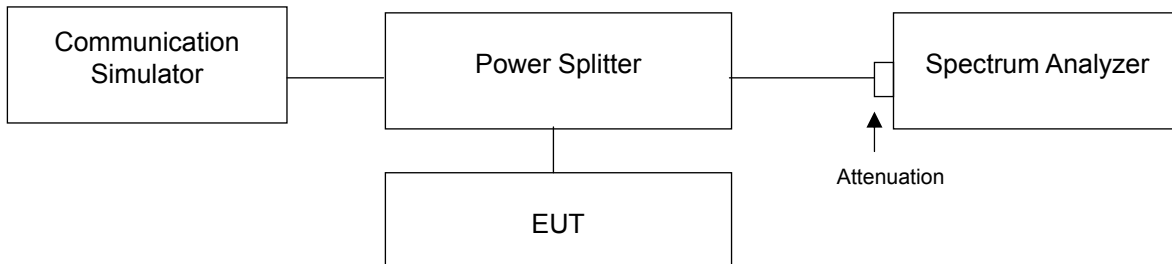 Communication
Simulator
Power Splitter
Spectrum Analyzer
Attenuation
EUT